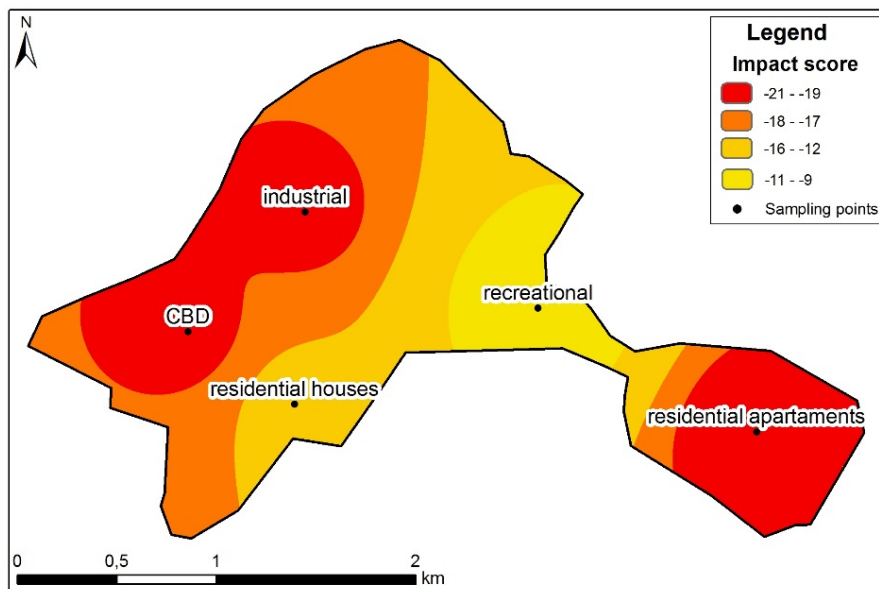 N
Legend
Impact score
-21 - -19
-18 - -17
-16 - -12
-11 - -9
Sampling points
industrial
recreational
CBD
residential houses
residential apartaments
0 0,5 1 2
km